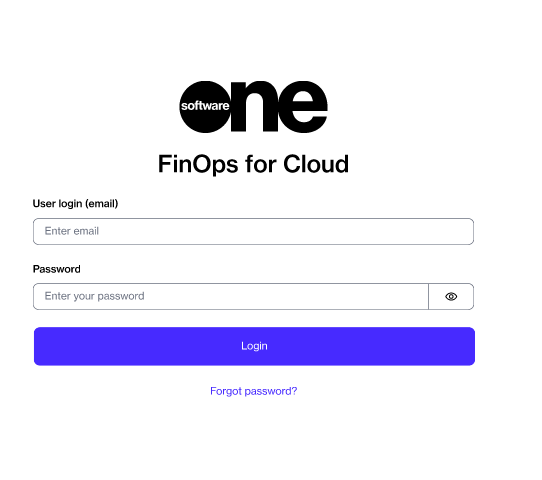 software
one
FinOps for Cloud
User login (email)
Enter email
Password
Enter your password
Login
Forgot password?